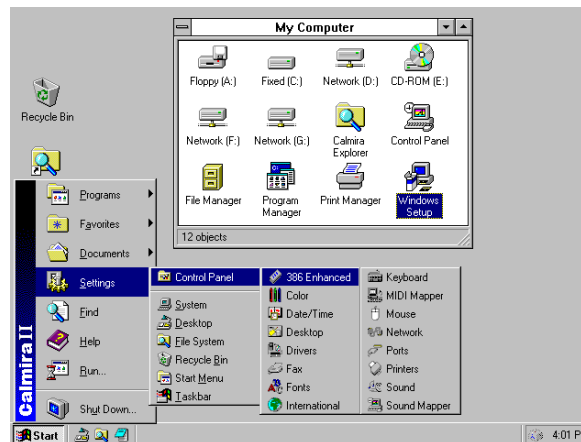 My Computer
Floppy (A:)
Fixed (C:)
Network (D:)
CD-ROM (E:)
Recycle Bin
Network (F:)
Network (G:)
Calmira
Explorer
Control Panel
File Manager
Program
Manager
Print Manager
Windows
Setup
12 objects
Programs
Favorites
Documents
Settings
Find
Help
Run...
Shut Down...
Calmira II
Control Panel
System
Desktop
File System
Recycle Bin
Start Menu
Taskbar
386 Enhanced
Color
Date/Time
Desktop
Drivers
Fax
Fonts
International
Keyboard
MIDI Mapper
Mouse
Network
Ports
Printers
Sound
Sound Mapper
Start
4:01 P